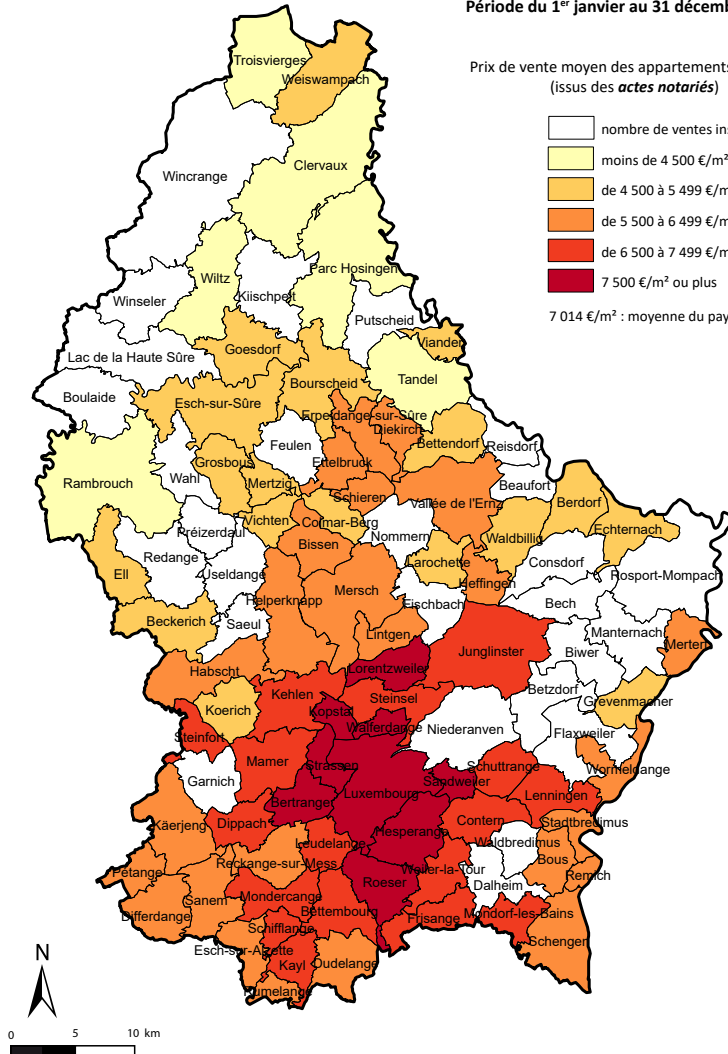 Période du 1er janvier au 31 décemb
Prix de vente moyen des appartements
(issus des actes notariés)
nombre de ventes ins
moins de 4 500 €/m²
de 4 500 à 5 499 €/m
de 5 500 à 6 499 €/m
de 6 500 à 7 499 €/m
7 500 €/m² ou plus
7 014 €/m² : moyenne du pay
Troisvierges
Weiswampach
Clervaux
Wincrange
Parc Hosingen
Wiltz
Kiischpelt
Winseler
Putscheid
Vianden
Goesdorf
Lac de la Haute Sûre
Tandel
Bourscheid
Boulaide
Esch-sur-Sûre
Erpeldange-sur-Sûre
Diekirch
Bettendorf
Reisdorf
Feulen
Ettelbruck
Grosbous
Wahl
Mertzig
Rambrouch
Beaufort
Schieren
Vallée de l'Ernz
Berdorf
Vichten
Colmar-Berg
Echternach
Préizerdaul
Nommern
Waldbillig
Bissen
Redange
Larochette
Consdorf
Ell
Useldange
Heffingen
Rosport-Mompach
Mersch
Helperknapp
Fischbach
Bech
Beckerich
Saeul
Lintgen
Manternach
Merten
Junglinster
Biwer
Habscht
Lorentzweiler
Betzdorf
Kehlen
Steinsel
Grevenmacher
Koerich
Kopstal
Walferdange
Niederanven
Flaxweiler
Steinfort
Mamer
Strassen
Schuttrange
Wormeldange
Garnich
Sandweiler
Luxembourg
Lenningen
Bertrange
Contern
Stadtbredimus
Käerjeng
Dippach
Hesperange
Leudelange
Waldbredimus
Reckange-sur-Mess
Bous
Pétange
Weiler-la-Tour
Remich
Roeser
Dalheim
Sanem
Mondercange
Bettembourg
Differdange
Frisange
Mondorf-les-Bains
Schifflange
Schengen
Esch-sur-Alzette
Kayl
Dudelange
Rumelange
N
0 5 10 km